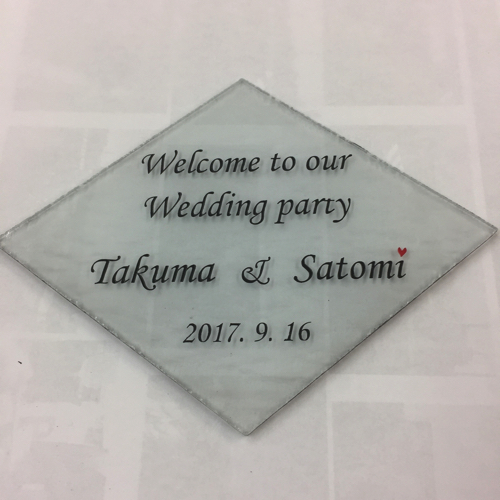 Welcome to our
Wedding party
Takuma & Satomi
2017. 9. 16